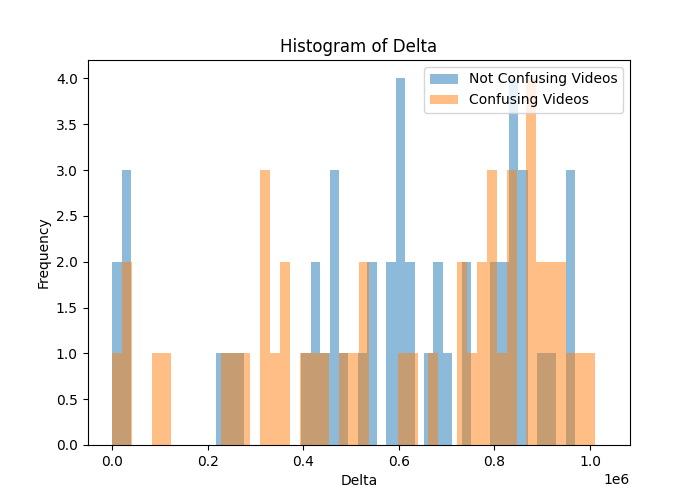 Histogram of Delta
Not Confusing Videos
Confusing Videos
Frequency
4.0
3.5
3.0
2.5
2.0
1.5
1.0
0.5
0.0
0.0 0.2 0.4 0.6 0.8 1.0
1e6
Delta